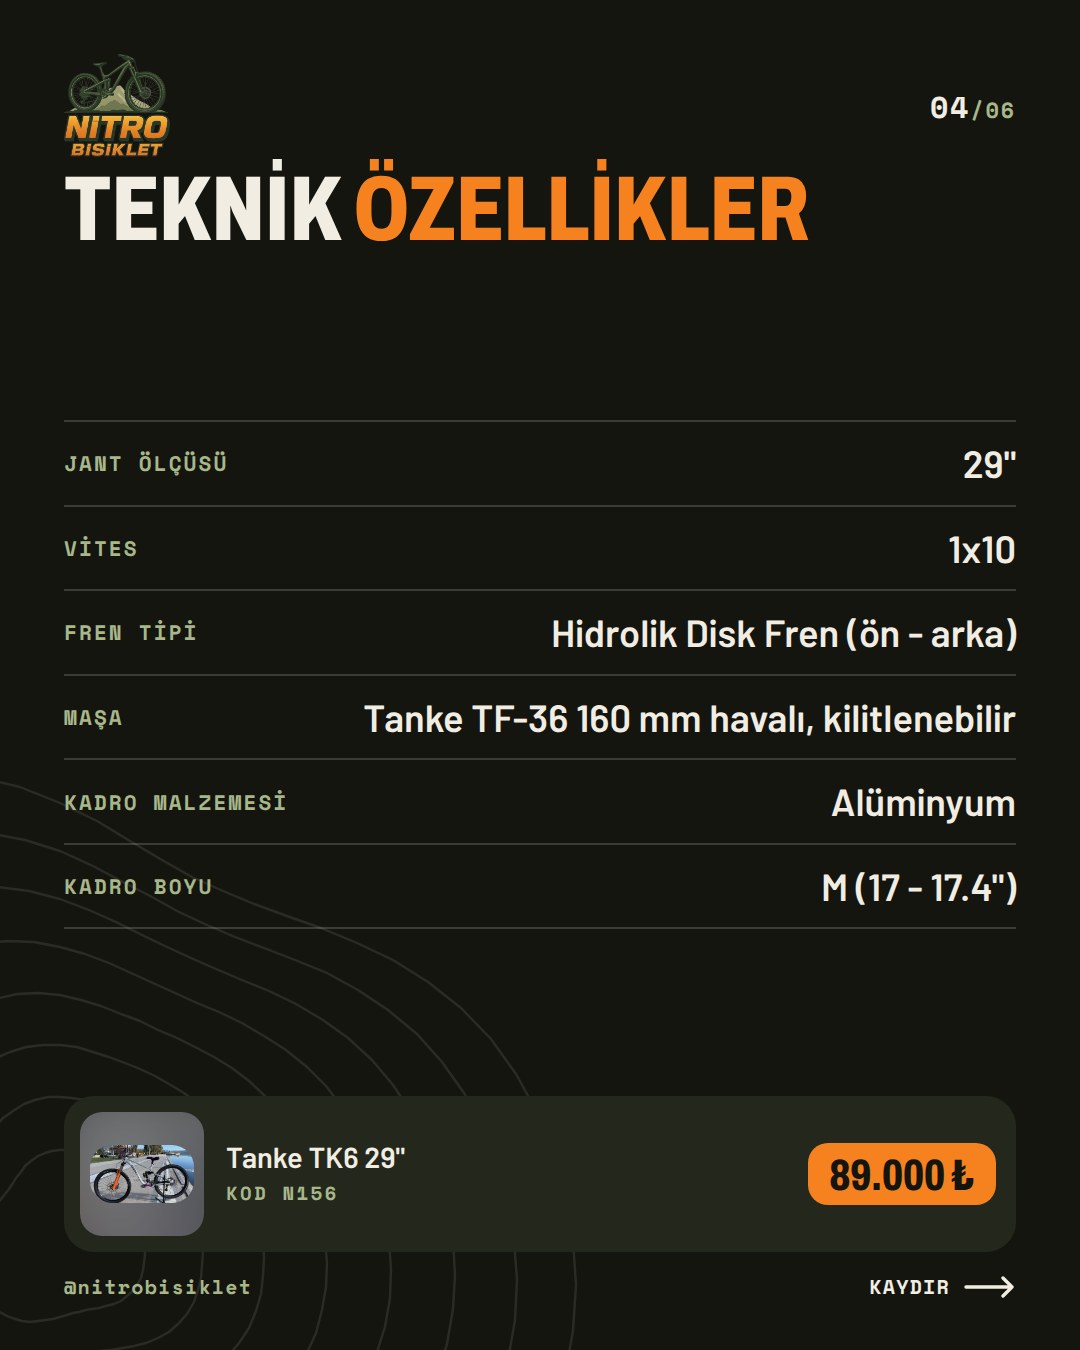 NITRO
BISIKLET
04/06
TEKNİK ÖZELLİKLER
JANT ÖLÇÜSÜ 29"
VİTES 1x10
FREN TİPİ Hidrolik Disk Fren (ön - arka)
MAŞA Tanke TF-36 160 mm havalı, kilitlenebilir
KADRO MALZEMESİ Alüminyum
KADRO BOYU M (17 - 17.4")
Tanke TK6 29"
KOD N156
89.000 ₺
@nitrobisiklet
KAYDIR →